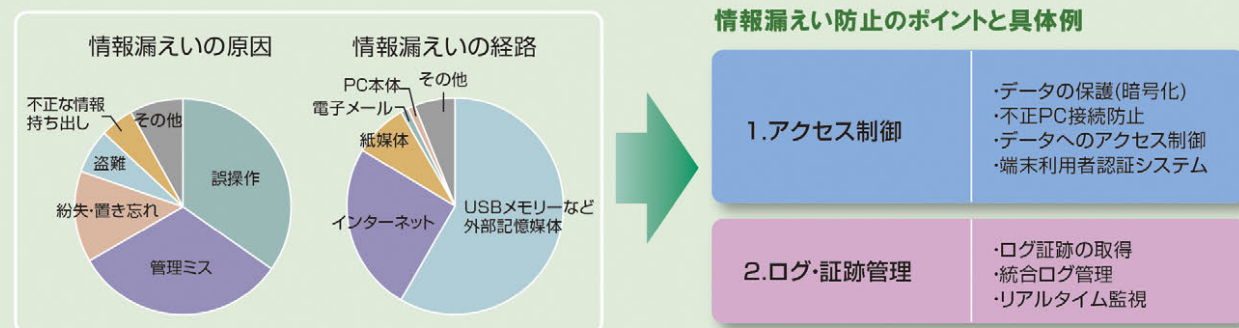 情報漏えいの原因
不正な情報
持ち出し
その他
盗難
紛失・置き忘れ
管理ミス
誤操作
情報漏えいの経路
その他
PC本体
電子メール
紙媒体
インターネット
USBメモリーなど
外部記憶媒体
情報漏えい防止のポイントと具体例
1.アクセス制御
・データの保護(暗号化)
・不正PC接続防止
・データへのアクセス制御
・端末利用者認証システム
2.ログ・証跡管理
・ログ証跡の取得
・統合ログ管理
・リアルタイム監視